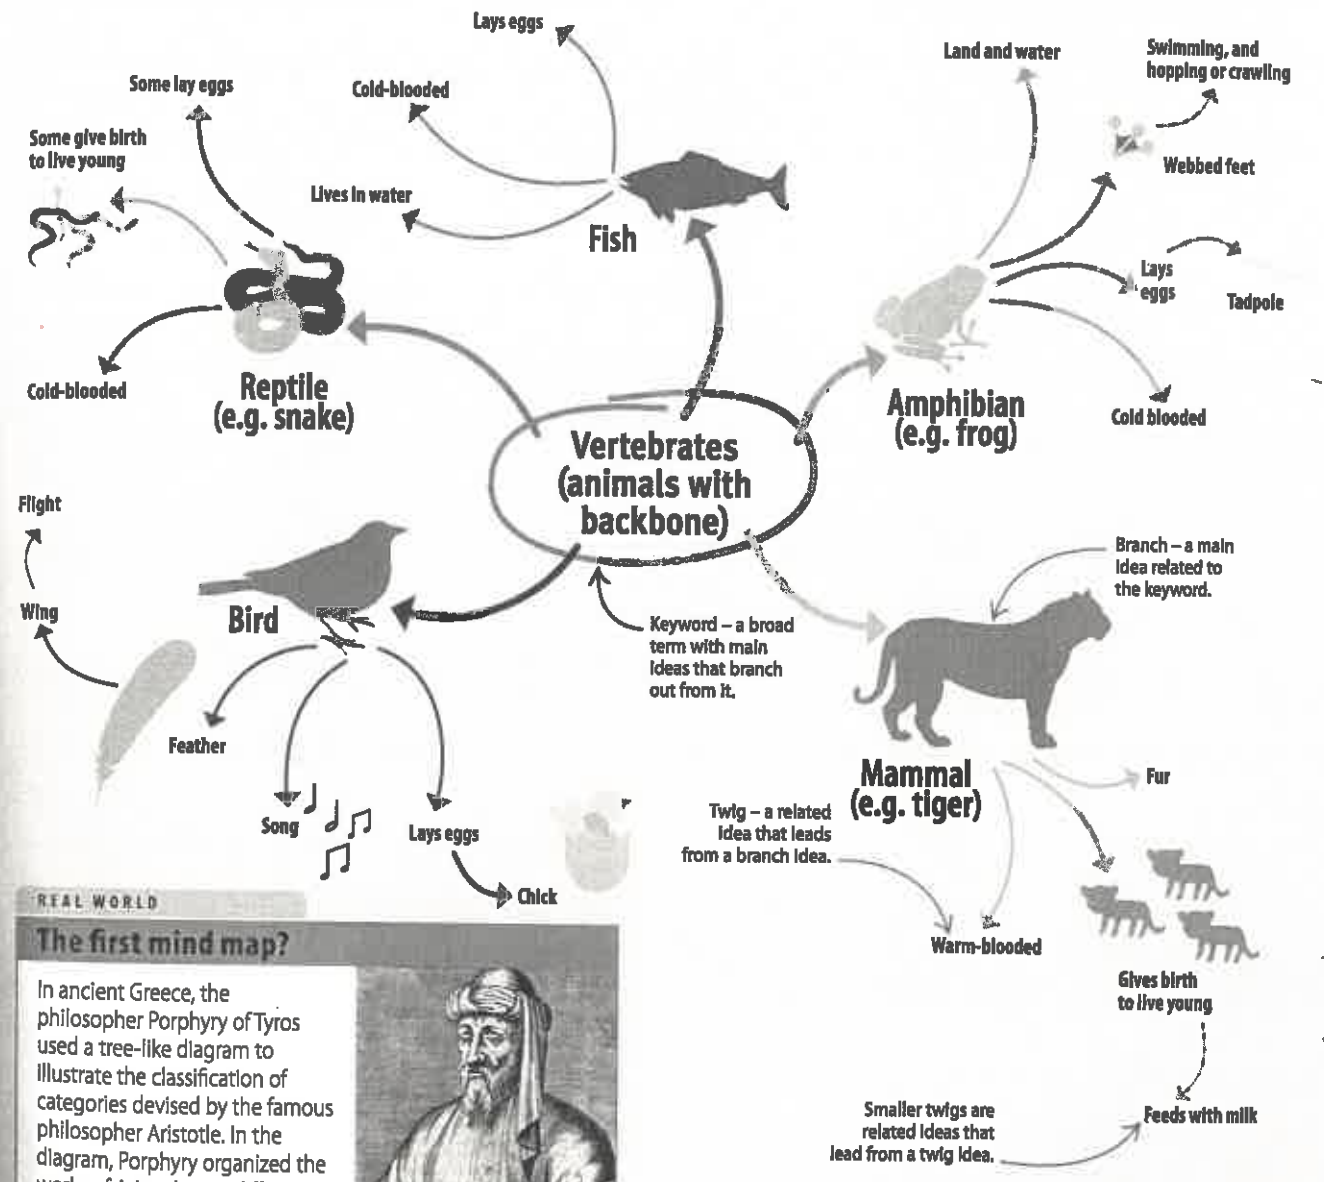 Lays eggs
Cold-blooded
Lives in water
Fish
Some lay eggs
Some give birth
to live young
Cold-blooded
Reptile
(e.g. snake)
Land and water
Swimming, and
hopping or crawling
Webbed feet
Lays
eggs
Tadpole
Cold blooded
Amphibian
(e.g. frog)
Vertebrates
(animals with
backbone)
Flight
Wing
Bird
Feather
Song
Lays eggs
Chick
Keyword – a broad
term with main
ideas that branch
out from it.
Branch – a main
idea related to
the keyword.
Mammal
(e.g. tiger)
Fur
Twig – a related
idea that leads
from a branch idea.
Warm-blooded
Gives birth
to live young
Feeds with milk
Smaller twigs are
related ideas that
lead from a twig idea.
REAL WORLD
The first mind map?
In ancient Greece, the
philosopher Porphyry of Tyros
used a tree-like diagram to
illustrate the classification of
categories devised by the famous
philosopher Aristotle. In the
diagram, Porphyry organized the